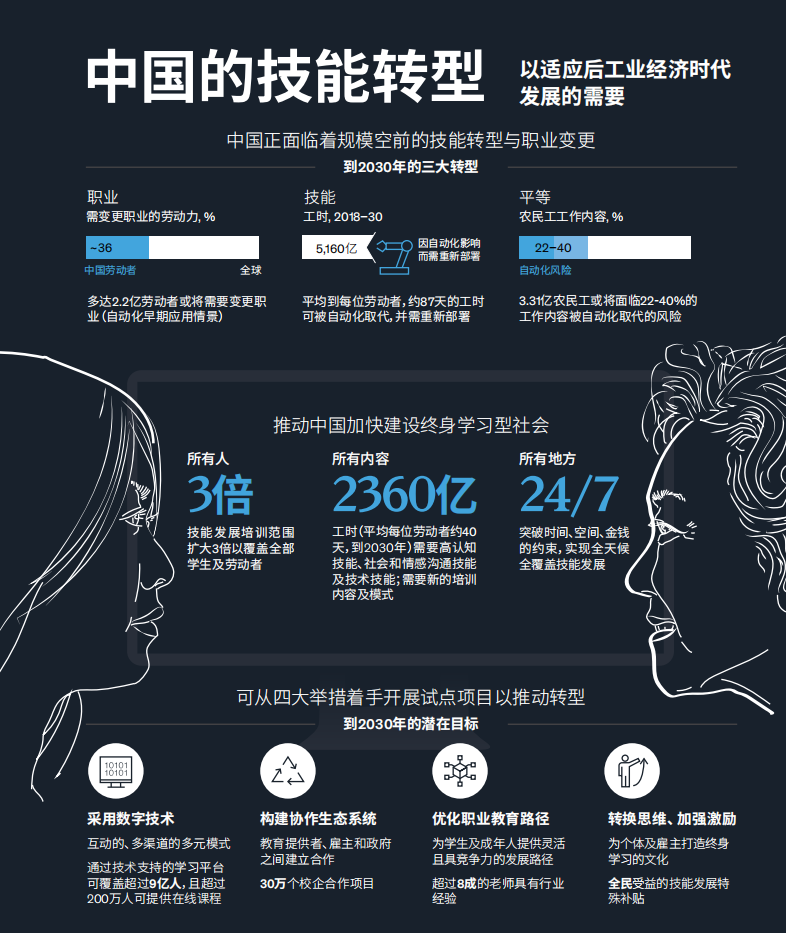 中国的技能转型
以适应后工业经济时代
发展的需要
中国正面临着规模空前的技能转型与职业变更
到2030年的三大转型
职业
需变更职业的劳动力, %
~36
中国劳动者
全球
多达2.2亿劳动者或将需要变更职
业（自动化早期应用情景）
技能
工时, 2018–30
5,160亿
因自动化影响
而需重新部署
平均到每位劳动者，约87天的工时
可被自动化取代，并需重新部署
平等
农民工工作内容, %
22–40
自动化风险
3.31亿农民工或将面临22-40%的
工作内容被自动化取代的风险
推动中国加快建设终身学习型社会
所有人
3倍
技能发展培训范围
扩大3倍以覆盖全部
学生及劳动者
所有内容
2360亿
工时（平均每位劳动者约40
天，到2030年）需要高认知
技能、社会和情感沟通技能
及技术技能；需要新的培训
内容及模式
所有地方
24/7
突破时间、空间、金钱
的约束，实现全天候
全覆盖技能发展
可从四大举措着手开展试点项目以推动转型
到2030年的潜在目标
10101
10101
采用数字技术
互动的、多渠道的多元模式
通过技术支持的学习平台
可覆盖超过9亿人，且超过
200万人可提供在线课程
构建协作生态系统
教育提供者、雇主和政府
之间建立合作
30万个校企合作项目
优化职业教育路径
为学生及成年人提供灵活
且具竞争力的发展路径
超过8成的老师具有行业
经验
转换思维、加强激励
为个体及雇主打造终身
学习的文化
全民受益的技能发展特
殊补贴